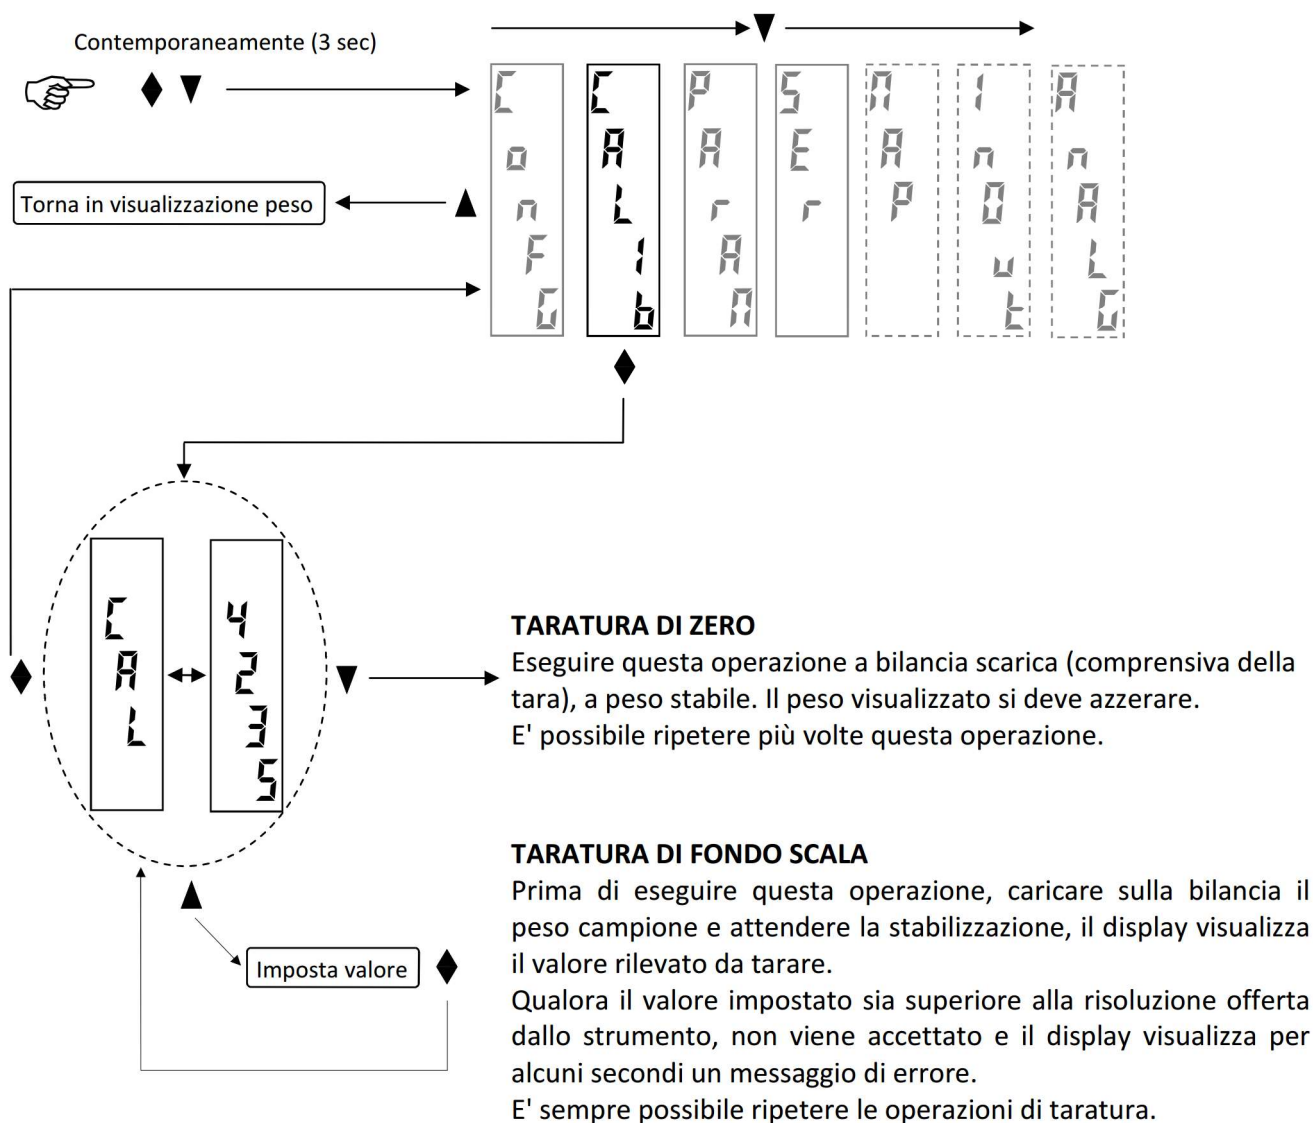 Contemporaneamente (3 sec)
C o n F G
C A L I b
P A r A M
S E r
M A P
I n O u t
A n A L G
Torna in visualizzazione peso
C A L
4 2 3 5
TARATURA DI ZERO
Eseguire questa operazione a bilancia scarica (comprensiva della
tara), a peso stabile. Il peso visualizzato si deve azzerare.
E' possibile ripetere più volte questa operazione.
TARATURA DI FONDO SCALA
Prima di eseguire questa operazione, caricare sulla bilancia il
peso campione e attendere la stabilizzazione, il display visualizza
il valore rilevato da tarare.
Qualora il valore impostato sia superiore alla risoluzione offerta
dallo strumento, non viene accettato e il display visualizza per
alcuni secondi un messaggio di errore.
E' sempre possibile ripetere le operazioni di taratura.
Imposta valore